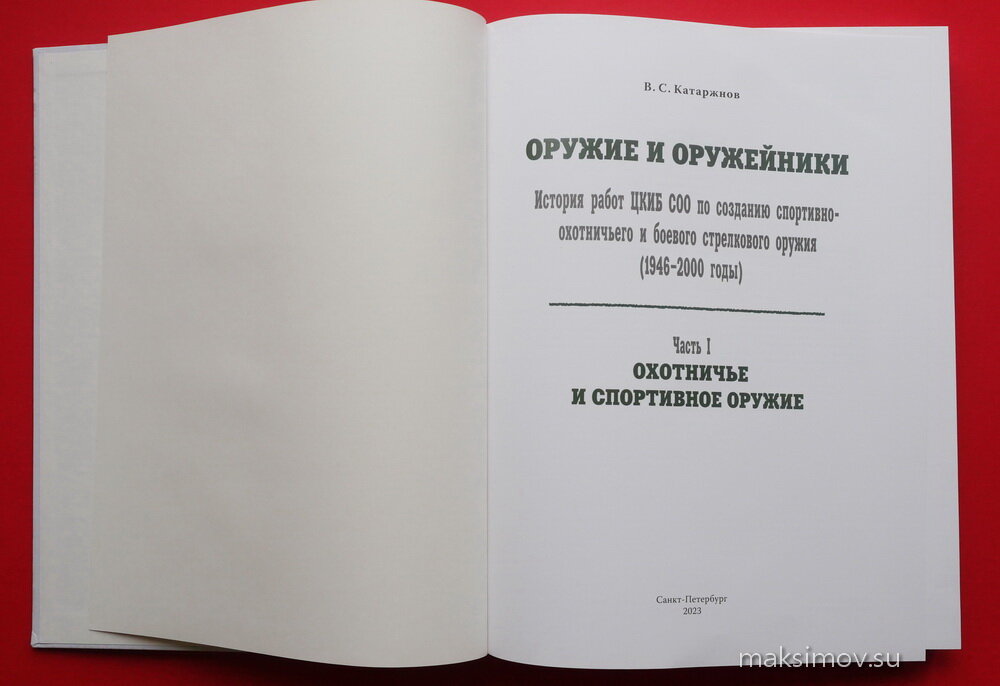 В. С. Катаржнов
ОРУЖИЕ И ОРУЖЕЙНИКИ
История работ ЦКИБ СОО по созданию спортивно-
охотничьего и боевого стрелкового оружия
(1946–2000 годы)
Часть I
ОХОТНИЧЬЕ
И СПОРТИВНОЕ ОРУЖИЕ
Санкт-Петербург
2023
maksimov.su